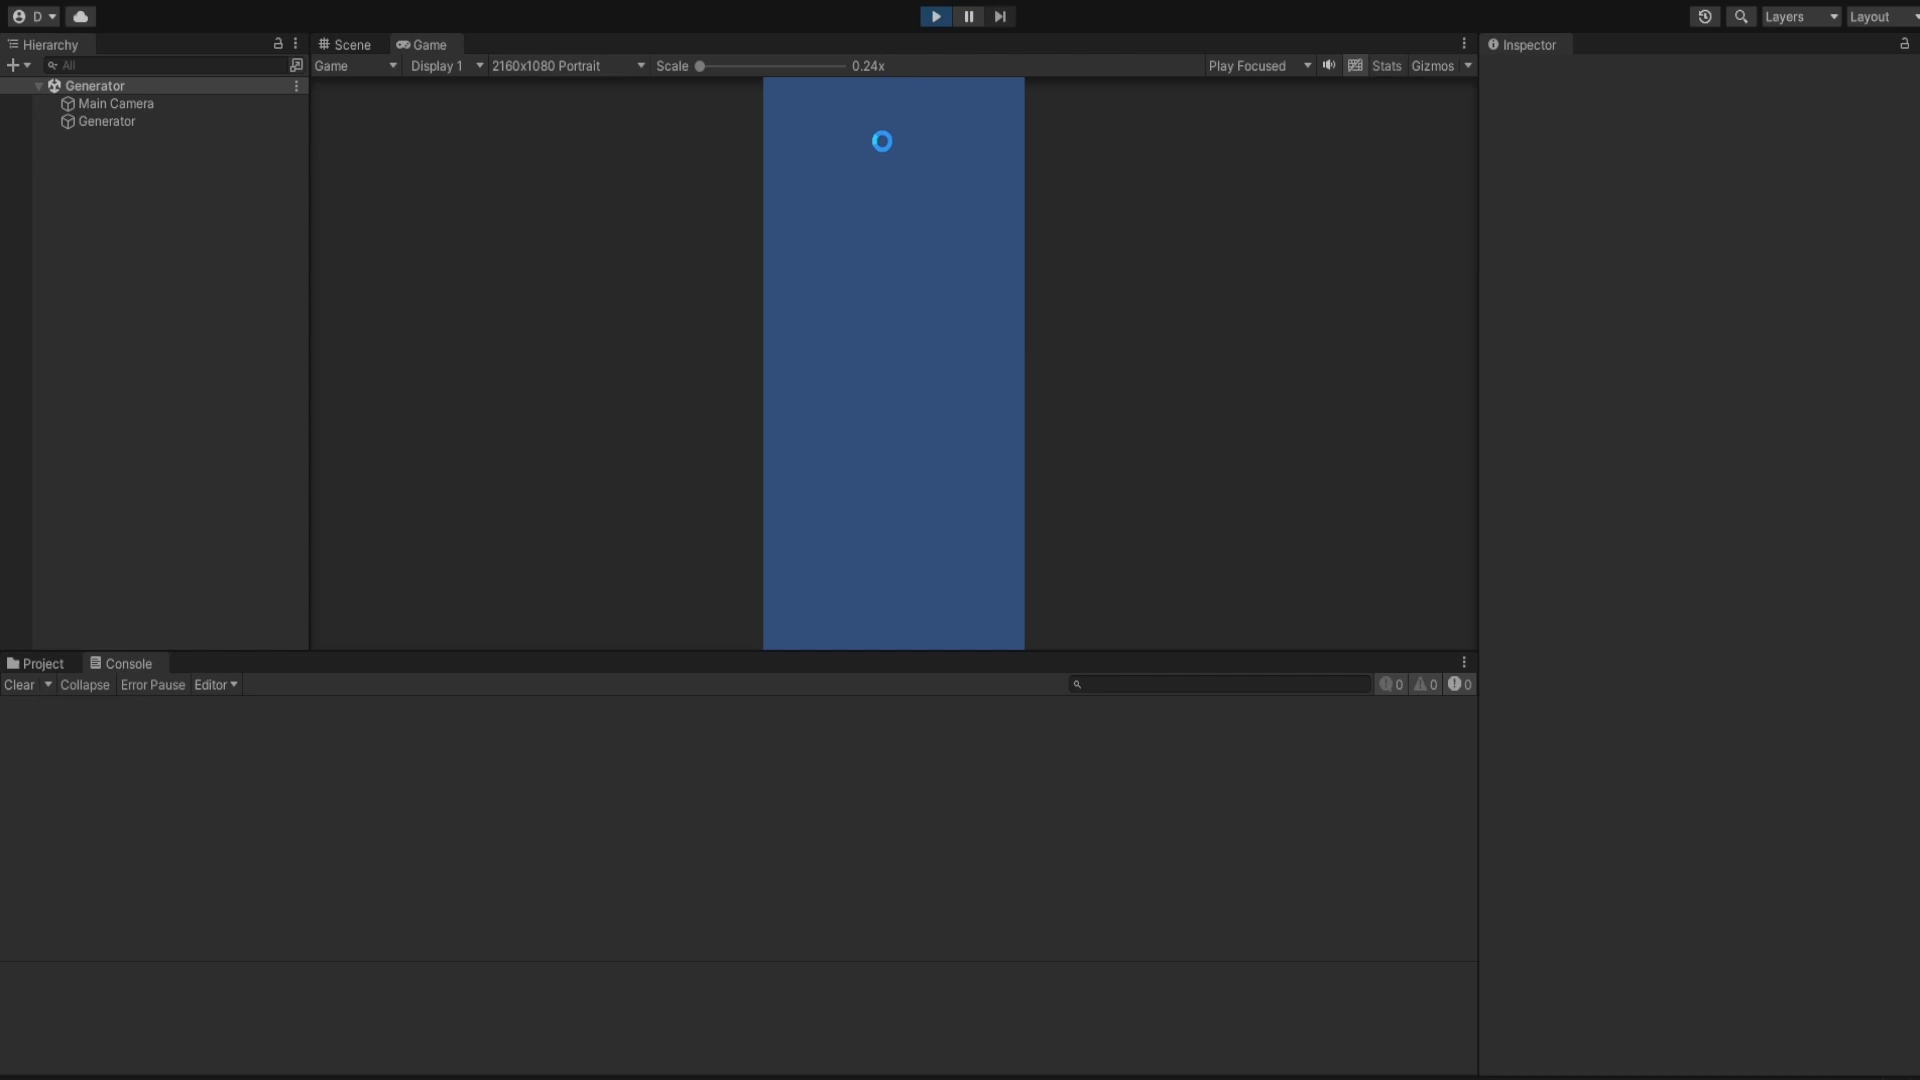 D
Layers
Layout
Hierarchy
Scene
Game
Inspector
All
Game
Display 1
2160x1080 Portrait
Scale
0.24x
Play Focused
Stats
Gizmos
Generator
Main Camera
Generator
Project
Console
Clear
Collapse
Error Pause
Editor
0
0
0